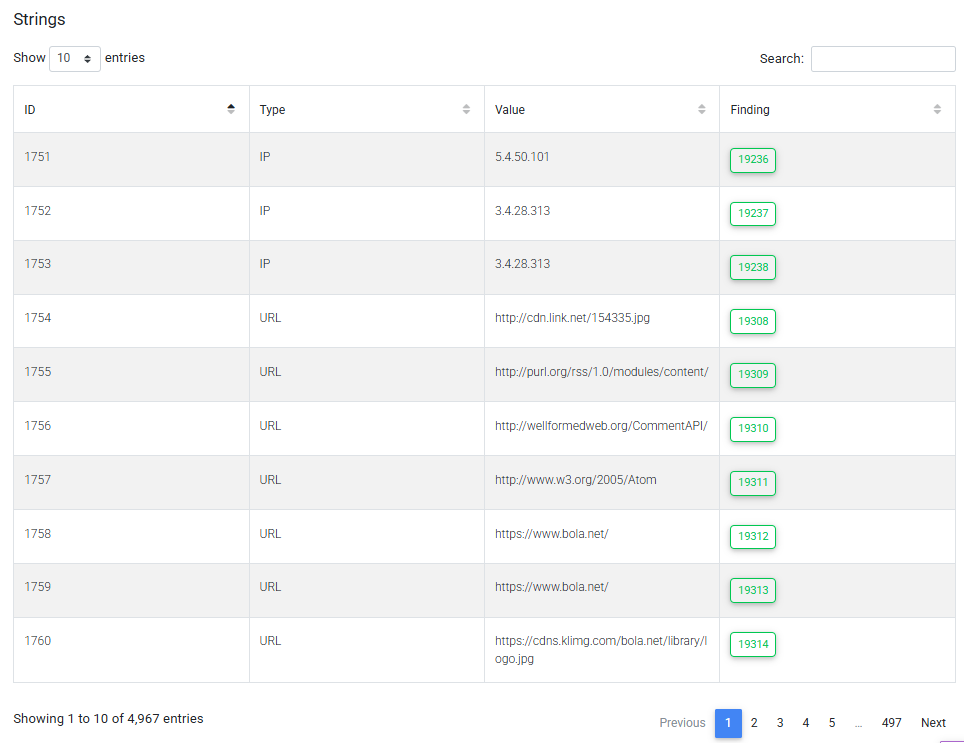 Strings
Show 10 entries Search:
ID Type Value Finding
1751 IP 5.4.50.101 19236
1752 IP 3.4.28.313 19237
1753 IP 3.4.28.313 19238
1754 URL http://cdn.link.net/154335.jpg 19308
1755 URL http://purl.org/rss/1.0/modules/content/ 19309
1756 URL http://wellformedweb.org/CommentAPI/ 19310
1757 URL http://www.w3.org/2005/Atom 19311
1758 URL https://www.bola.net/ 19312
1759 URL https://www.bola.net/ 19313
1760 URL https://cdns.klimg.com/bola.net/library/l 19314
ogo.jpg
Showing 1 to 10 of 4,967 entries Previous 1 2 3 4 5 ... 497 Next